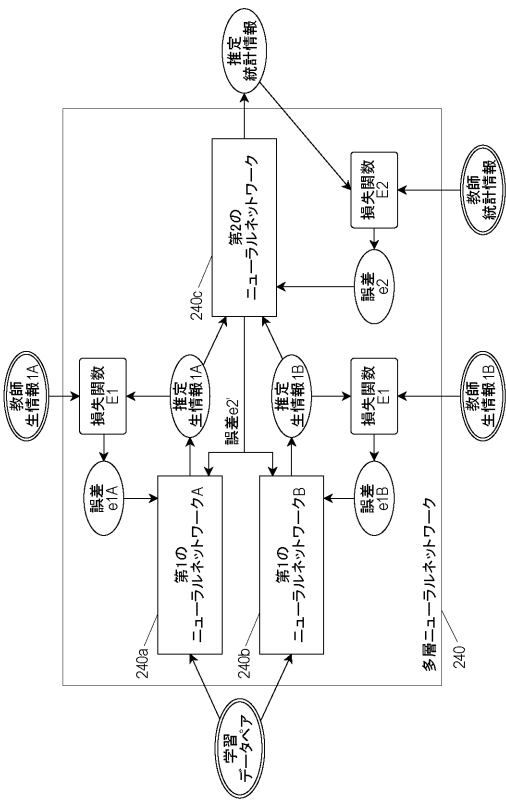 教師
生情報1A
損失関数
E1
誤差
e1A
推定
生情報1A
第1の
ニューラルネットワークA
240a
学習
データペア
第1の
ニューラルネットワークB
240b
誤差e2'
推定
生情報1B
損失関数
E1
誤差
e1B
教師
生情報1B
第2の
ニューラルネットワーク
240c
推定
統計情報
損失関数
E2
誤差
e2
教師
統計情報
多層ニューラルネットワーク
240